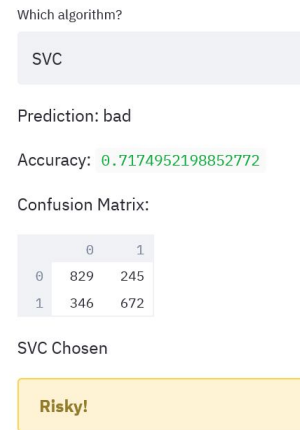 Which algorithm?
SVC
Prediction: bad
Accuracy: 0.7174952198852772
Confusion Matrix:
0 1
0 829 245
1 346 672
SVC Chosen
Risky!